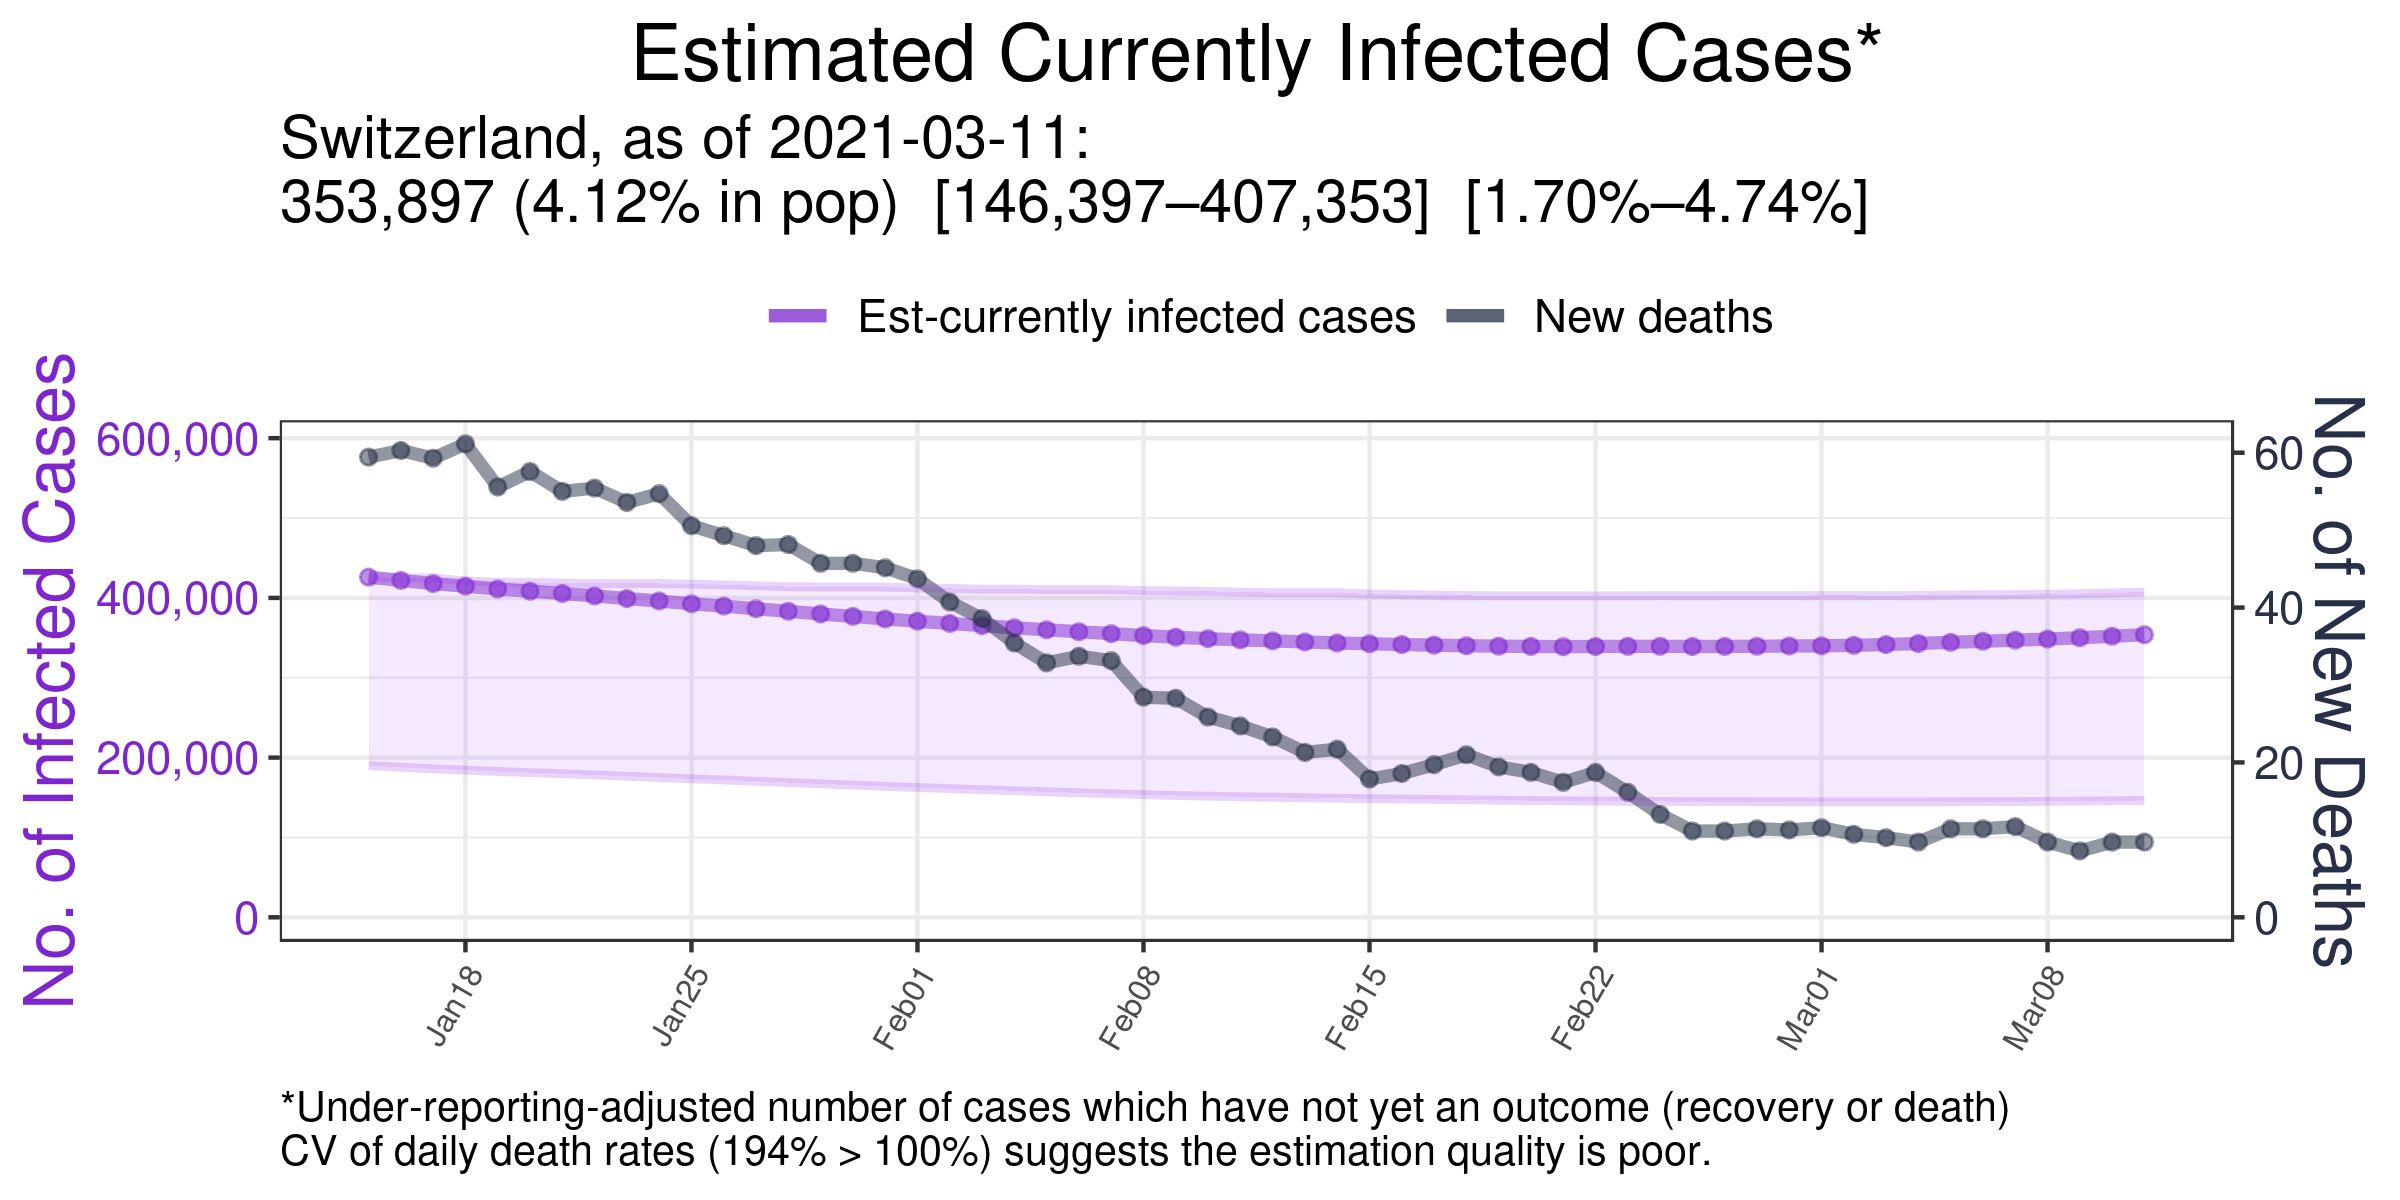 Estimated Currently Infected Cases*
Switzerland, as of 2021-03-11:
353,897 (4.12% in pop)  [146,397–407,353]  [1.70%–4.74%]
Est-currently infected cases
New deaths
No. of Infected Cases
600,000
400,000
200,000
0
60
40
20
0
No. of New Deaths
Jan18
Jan25
Feb01
Feb08
Feb15
Feb22
Mar01
Mar08
*Under-reporting-adjusted number of cases which have not yet an outcome (recovery or death)
CV of daily death rates (194% > 100%) suggests the estimation quality is poor.